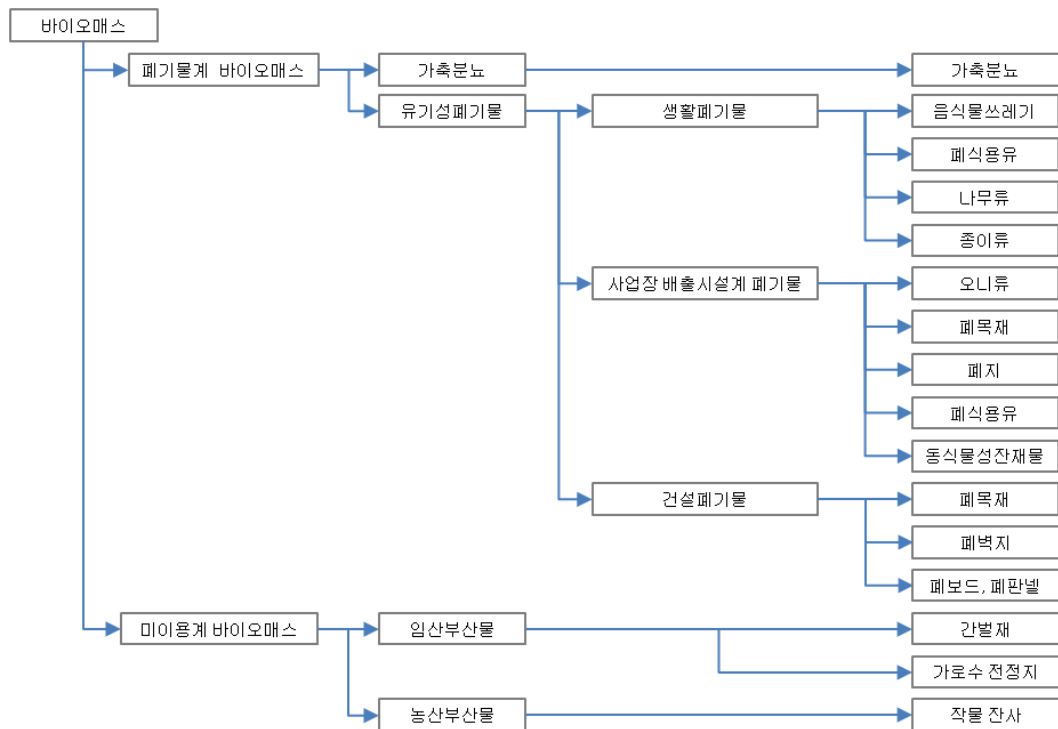 바이오매스
폐기물계 바이오매스
가축분뇨
가축분뇨
유기성폐기물
생활폐기물
음식물쓰레기
폐식용유
나무류
종이류
사업장 배출시설계 폐기물
오니류
폐목재
폐지
폐식용유
동식물성잔재물
건설폐기물
폐목재
폐벽지
폐보드, 폐판넬
미이용계 바이오매스
임산부산물
간벌재
가로수 전정지
농산부산물
작물 잔사